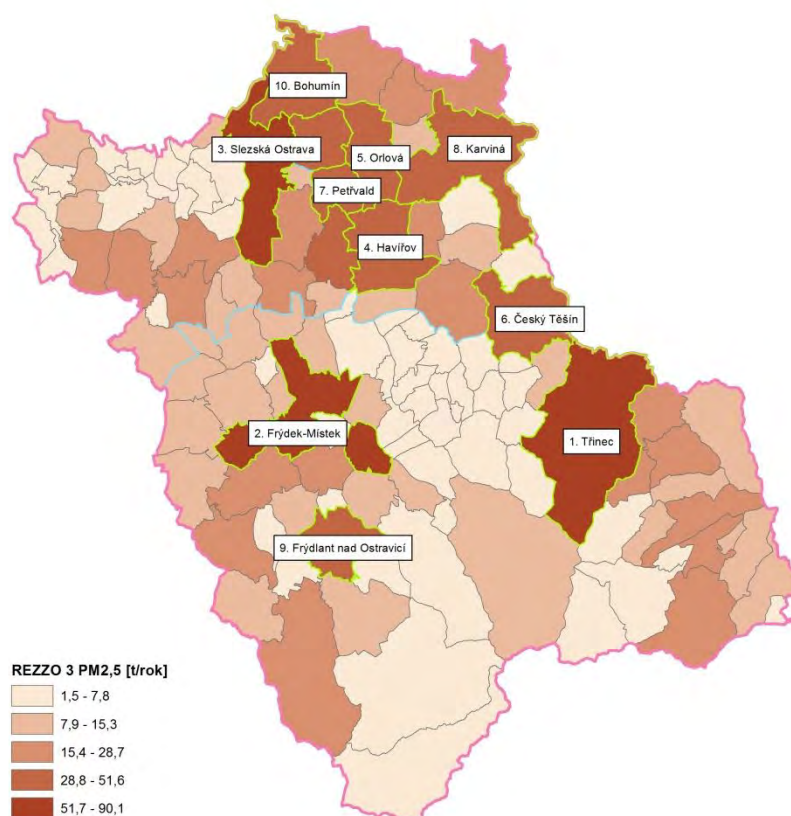 10. Bohumín
3. Slezská Ostrava
5. Orlová
8. Karviná
7. Petřvald
4. Havířov
6. Český Těšín
2. Frýdek-Místek
1. Třinec
9. Frýdlant nad Ostravicí
REZZO 3 PM2,5 [t/rok]
1,5 - 7,8
7,9 - 15,3
15,4 - 28,7
28,8 - 51,6
51,7 - 90,1